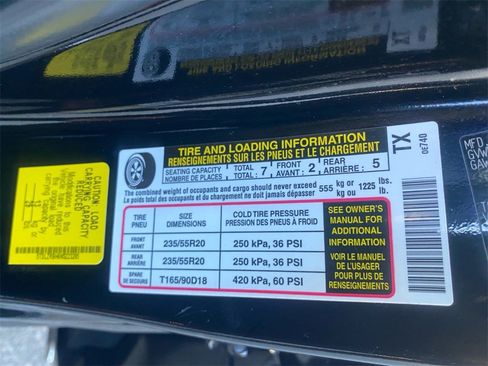 TIRE AND LOADING INFORMATION
RENSEIGNEMENTS SUR LES PNEUS ET LE CHARGEMENT
SEATING CAPACITY TOTAL 7 FRONT 2 REAR 5
NOMBRE DE PLACES TOTAL AVANT ARRIÈRE
The combined weight of occupants and cargo should never exceed 555 kg or 1225 lbs.
Le poids total des occupants et du chargement ne doit jamais dépasser kg ou lb.
TIRE
PNEU
SIZE
DIMENSIONS
COLD TIRE PRESSURE
PRESSION DES PNEUS À FROID
FRONT
AVANT
235/55R20
250 kPa, 36 PSI
REAR
ARRIÈRE
235/55R20
250 kPa, 36 PSI
SPARE
DE SECOURS
T165/90D18
420 kPa, 60 PSI
SEE OWNER'S
MANUAL FOR
ADDITIONAL
INFORMATION
VOIR LE MANUEL
DE L'USAGER
POUR PLUS DE
RENSEIGNEMENTS
TX
0E740
CAUTION LOAD
CARRYING CAPACITY
REDUCED
MFD
GVW
GAW